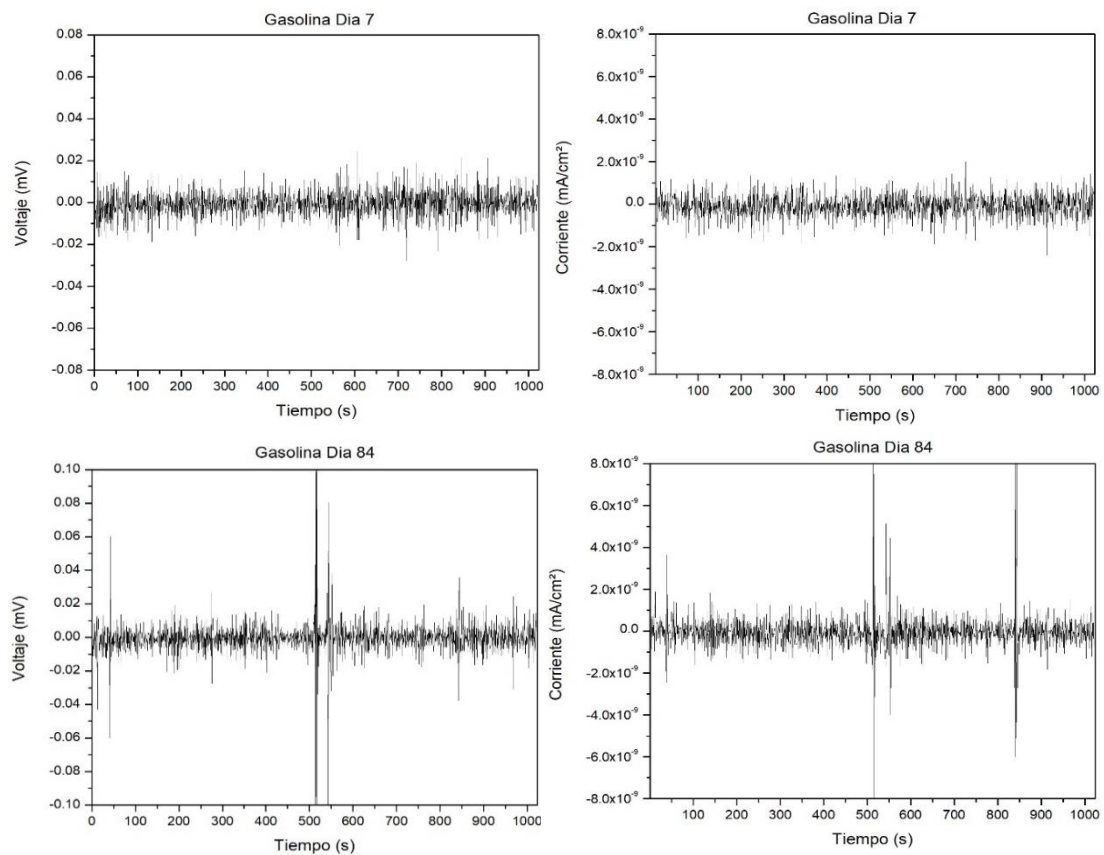 Gasolina Dia 7
0.08
0.06
0.04
0.02
0.00
-0.02
-0.04
-0.06
-0.08
Voltaje (mV)
0 100 200 300 400 500 600 700 800 900 1000
Tiempo (s)
Gasolina Dia 7
8.0x10⁻⁹
6.0x10⁻⁹
4.0x10⁻⁹
2.0x10⁻⁹
0.0
-2.0x10⁻⁹
-4.0x10⁻⁹
-6.0x10⁻⁹
-8.0x10⁻⁹
Corriente (mA/cm²)
100 200 300 400 500 600 700 800 900 1000
Tiempo (s)
Gasolina Dia 84
0.10
0.08
0.06
0.04
0.02
0.00
-0.02
-0.04
-0.06
-0.08
-0.10
Voltaje (mV)
0 100 200 300 400 500 600 700 800 900 1000
Tiempo (s)
Gasolina Dia 84
8.0x10⁻⁹
6.0x10⁻⁹
4.0x10⁻⁹
2.0x10⁻⁹
0.0
-2.0x10⁻⁹
-4.0x10⁻⁹
-6.0x10⁻⁹
-8.0x10⁻⁹
Corriente (mA/cm²)
100 200 300 400 500 600 700 800 900 1000
Tiempo (s)